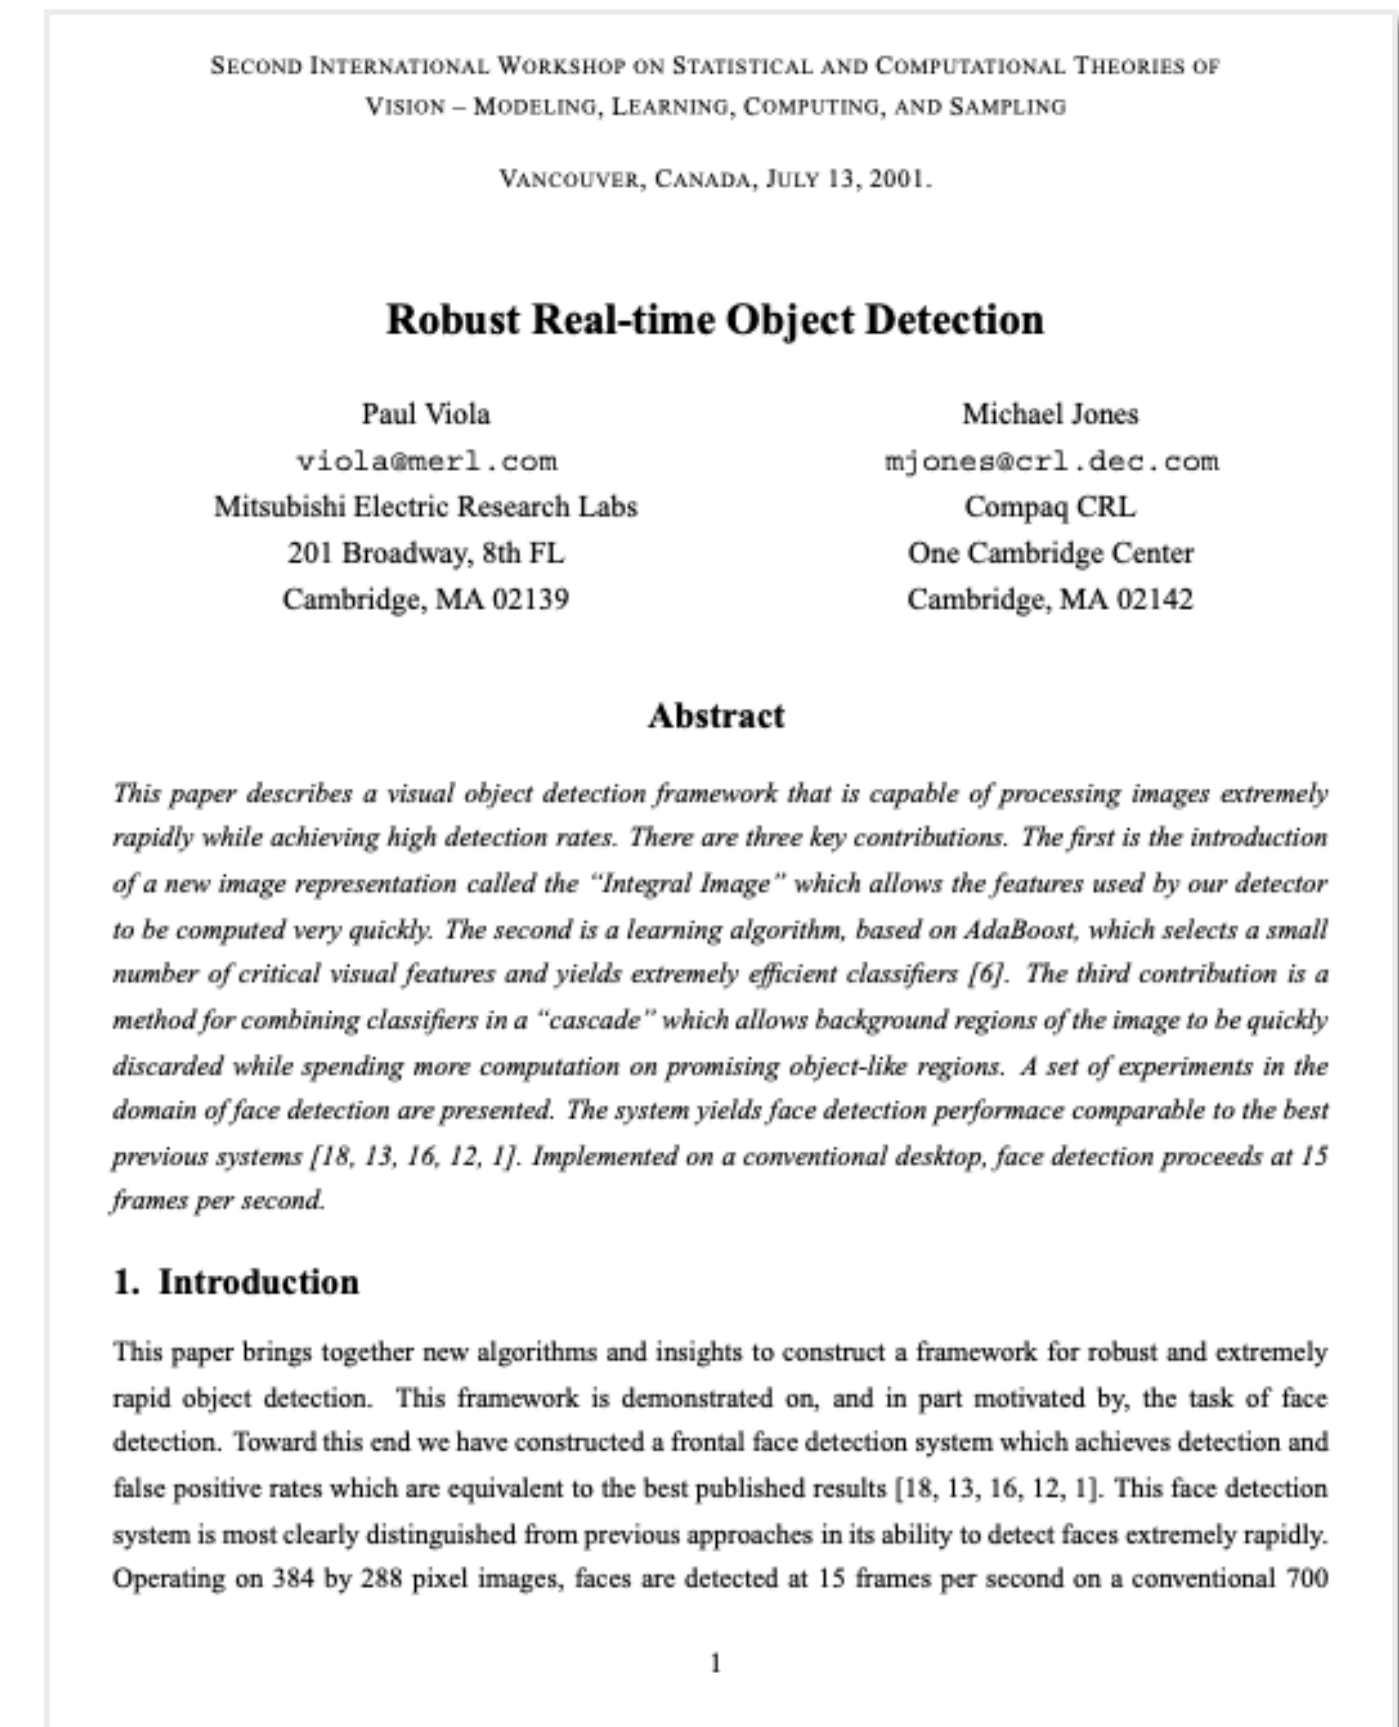 SECOND INTERNATIONAL WORKSHOP ON STATISTICAL AND COMPUTATIONAL THEORIES OF
VISION – MODELING, LEARNING, COMPUTING, AND SAMPLING
VANCOUVER, CANADA, JULY 13, 2001.
Robust Real-time Object Detection
Paul Viola
viola@merl.com
Mitsubishi Electric Research Labs
201 Broadway, 8th FL
Cambridge, MA 02139
Michael Jones
mjones@crl.dec.com
Compaq CRL
One Cambridge Center
Cambridge, MA 02142
Abstract
This paper describes a visual object detection framework that is capable of processing images extremely
rapidly while achieving high detection rates. There are three key contributions. The first is the introduction
of a new image representation called the “Integral Image” which allows the features used by our detector
to be computed very quickly. The second is a learning algorithm, based on AdaBoost, which selects a small
number of critical visual features and yields extremely efficient classifiers [6]. The third contribution is a
method for combining classifiers in a “cascade” which allows background regions of the image to be quickly
discarded while spending more computation on promising object-like regions. A set of experiments in the
domain of face detection are presented. The system yields face detection performace comparable to the best
previous systems [18, 13, 16, 12, 1]. Implemented on a conventional desktop, face detection proceeds at 15
frames per second.
1. Introduction
This paper brings together new algorithms and insights to construct a framework for robust and extremely
rapid object detection. This framework is demonstrated on, and in part motivated by, the task of face
detection. Toward this end we have constructed a frontal face detection system which achieves detection and
false positive rates which are equivalent to the best published results [18, 13, 16, 12, 1]. This face detection
system is most clearly distinguished from previous approaches in its ability to detect faces extremely rapidly.
Operating on 384 by 288 pixel images, faces are detected at 15 frames per second on a conventional 700
1